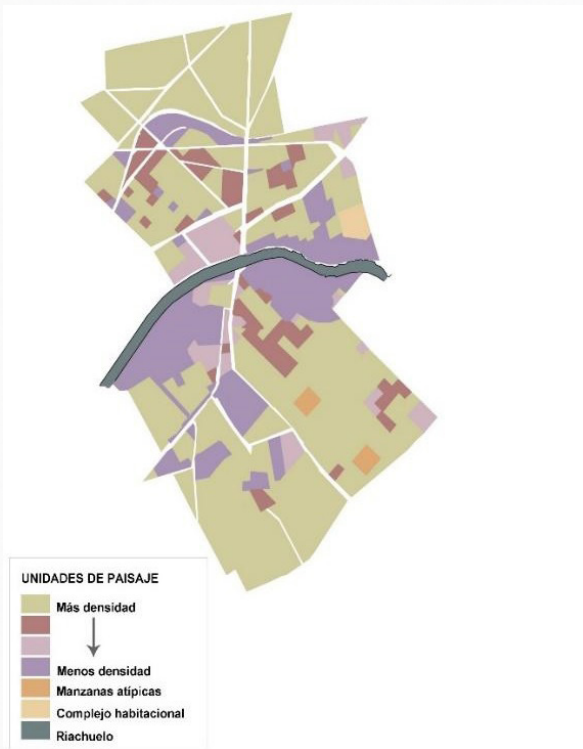 UNIDADES DE PAISAJE
Más densidad
Menos densidad
Manzanas atípicas
Complejo habitacional
Riachuelo